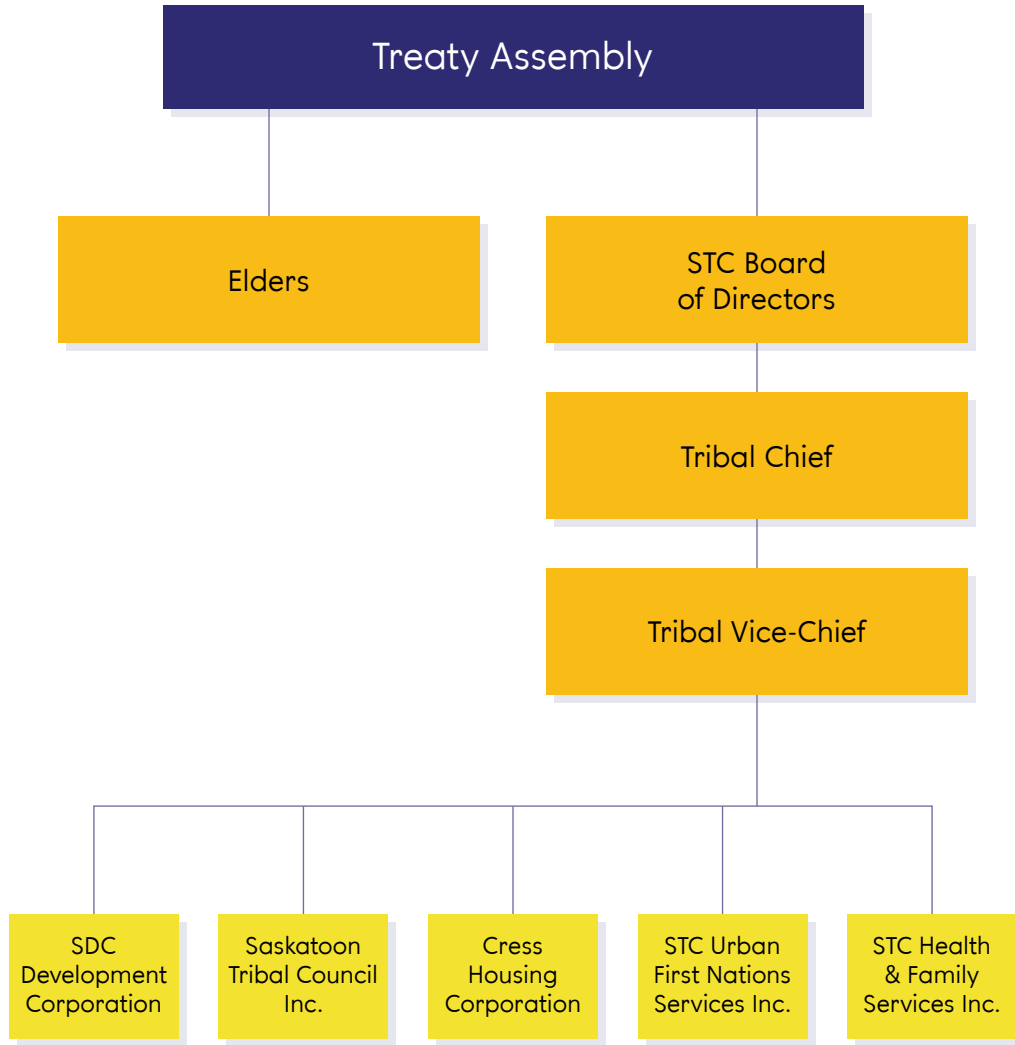 Treaty Assembly
Elders
STC Board
of Directors
Tribal Chief
Tribal Vice-Chief
SDC
Development
Corporation
Saskatoon
Tribal Council
Inc.
Cress
Housing
Corporation
STC Urban
First Nations
Services Inc.
STC Health
& Family
Services Inc.